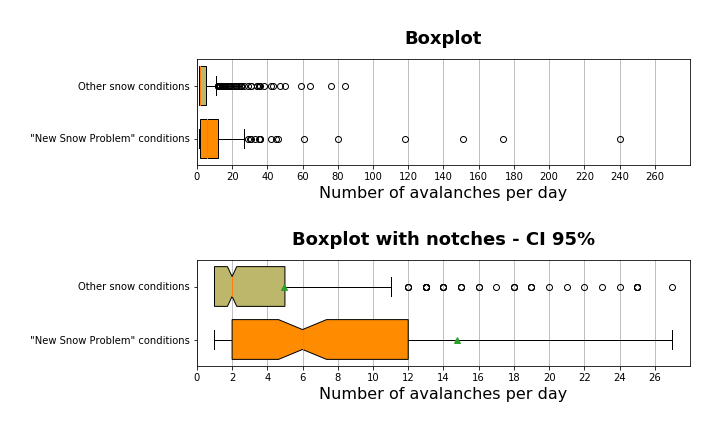 Boxplot
Other snow conditions
"New Snow Problem" conditions
0 20 40 60 80 100 120 140 160 180 200 220 240 260
Number of avalanches per day
Boxplot with notches - CI 95%
Other snow conditions
"New Snow Problem" conditions
0 2 4 6 8 10 12 14 16 18 20 22 24 26
Number of avalanches per day